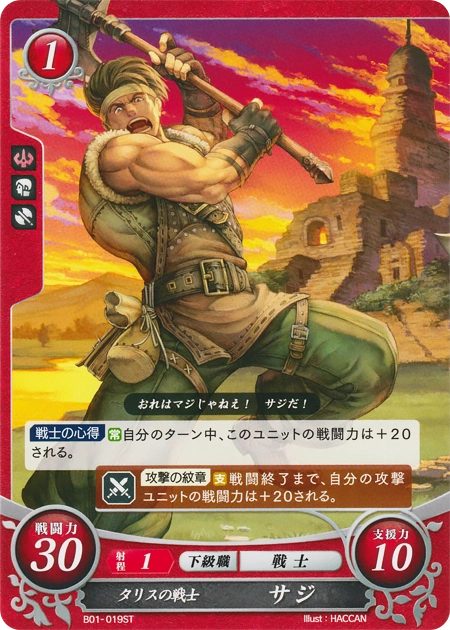 1
おれはマジじゃねえ！ サジだ！
戦士の心得 常 自分のターン中、このユニットの戦闘力は＋20
される。
攻撃の紋章 支 戦闘終了まで、自分の攻撃
ユニットの戦闘力は＋20される。
戦闘力
30
射程 1 下級職 戦士
支援力
10
タリスの戦士 サジ
B01-019ST Illust：HACCAN